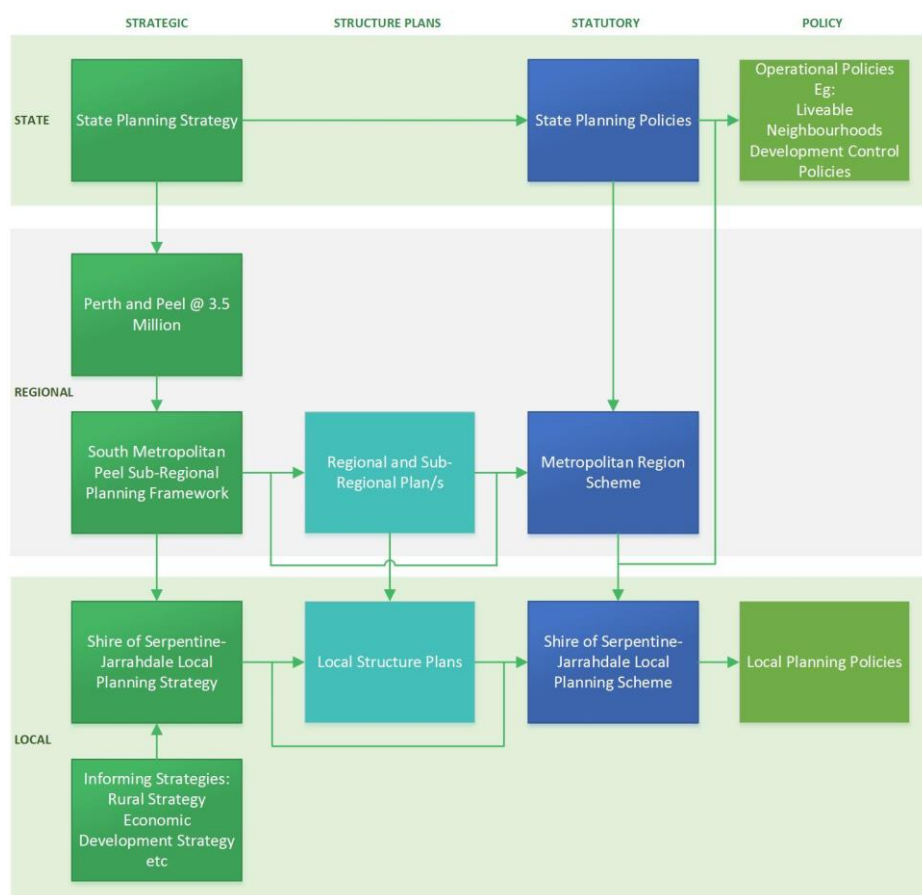 STRATEGIC
STRUCTURE PLANS
STATUTORY
POLICY
STATE
State Planning Strategy
State Planning Policies
Operational Policies
Eg:
Liveable
Neighbourhoods
Development Control
Policies
REGIONAL
Perth and Peel @ 3.5
Million
South Metropolitan
Peel Sub-Regional
Planning Framework
Regional and Sub-
Regional Plan/s
Metropolitan Region
Scheme
LOCAL
Shire of Serpentine-
Jarrahdale Local
Planning Strategy
Local Structure Plans
Shire of Serpentine-
Jarrahdale Local
Planning Scheme
Local Planning Policies
Informing Strategies:
Rural Strategy
Economic
Development Strategy
etc